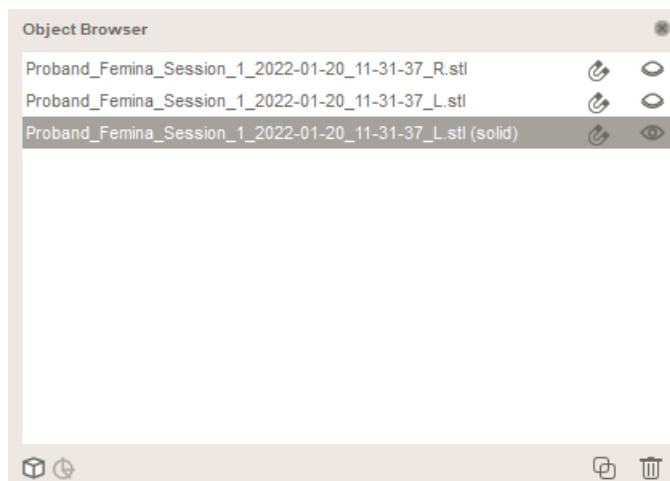 Object Browser
Proband_Femina_Session_1_2022-01-20_11-31-37_R.stl
Proband_Femina_Session_1_2022-01-20_11-31-37_L.stl
Proband_Femina_Session_1_2022-01-20_11-31-37_L.stl (solid)